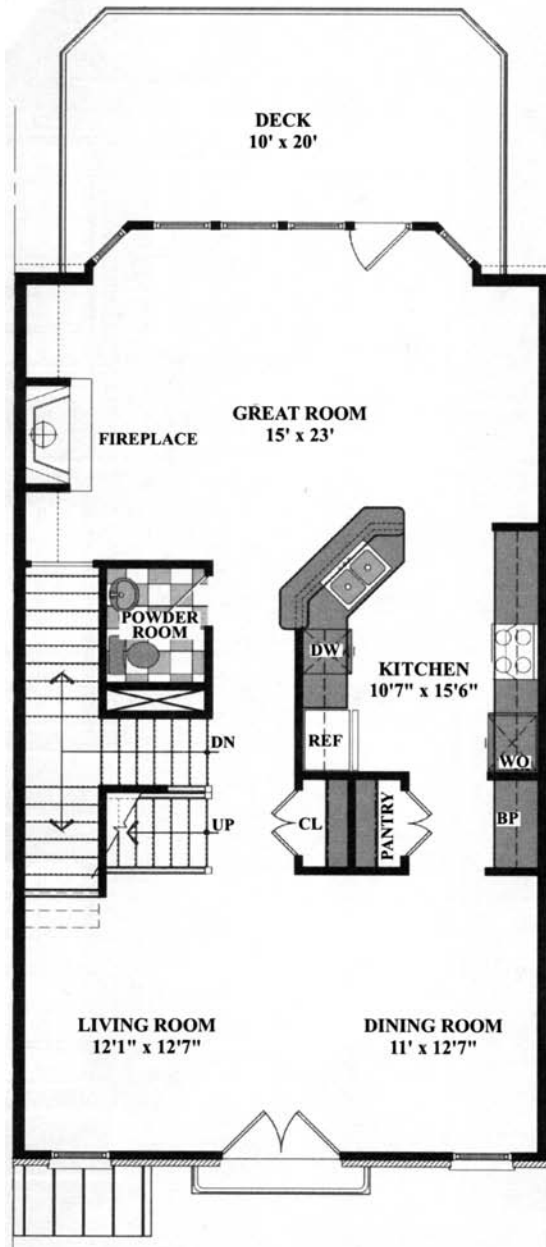 DECK
10' x 20'
GREAT ROOM
15' x 23'
FIREPLACE
POWDER
ROOM
DW
KITCHEN
10'7" x 15'6"
DN
REF
WO
UP
CL
PANTRY
BP
LIVING ROOM
12'1" x 12'7"
DINING ROOM
11' x 12'7"